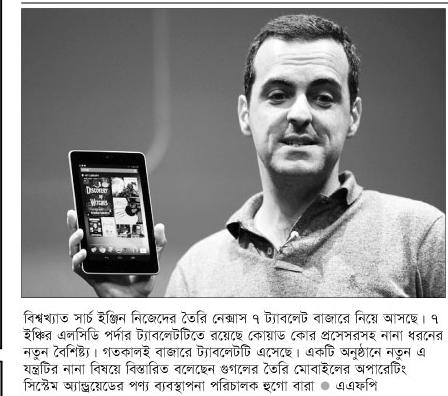 DISCOVERY
OF
WITCHES
বিশ্বখ্যাত সার্চ ইঞ্জিন নিজেদের তৈরি নেক্সাস ৭ ট্যাবলেট বাজারে নিয়ে আসছে। ৭
ইঞ্চির এলসিডি পর্দার ট্যাবলেটটিতে রয়েছে কোয়াড কোর প্রসেসরসহ নানা ধরনের
নতুন বৈশিষ্ট্য। গতকালই বাজারে ট্যাবলেটটি এসেছে। একটি অনুষ্ঠানে নতুন এ
যন্ত্রটির নানা বিষয়ে বিস্তারিত বলেছেন গুগলের তৈরি মোবাইলের অপারেটিং
সিস্টেম অ্যান্ড্রয়েডের পণ্য ব্যবস্থাপনা পরিচালক হুগো বারা ● এএফপি